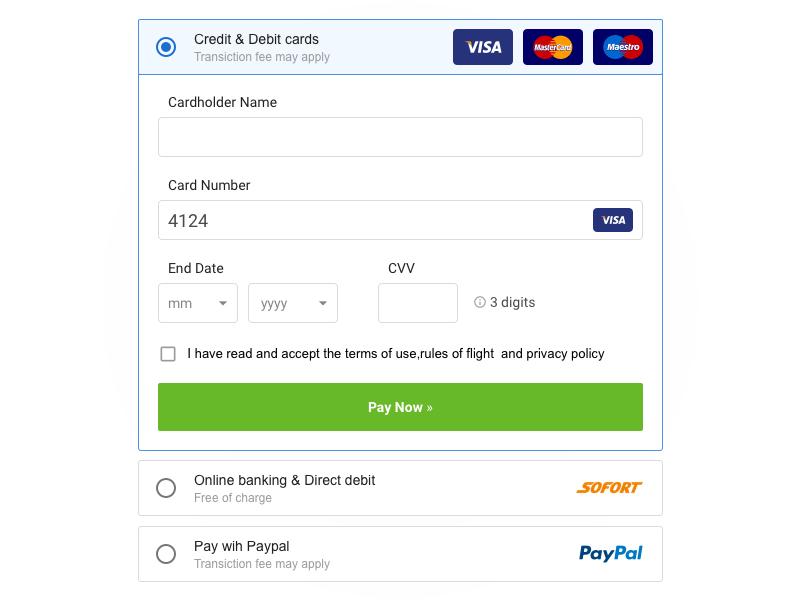 Credit & Debit cards
Transiction fee may apply
VISA
MasterCard
Maestro
Cardholder Name
Card Number
4124
VISA
End Date
CVV
mm
yyyy
3 digits
I have read and accept the terms of use,rules of flight  and privacy policy
Pay Now »
Online banking & Direct debit
Free of charge
SOFORT
Pay wih Paypal
Transiction fee may apply
PayPal